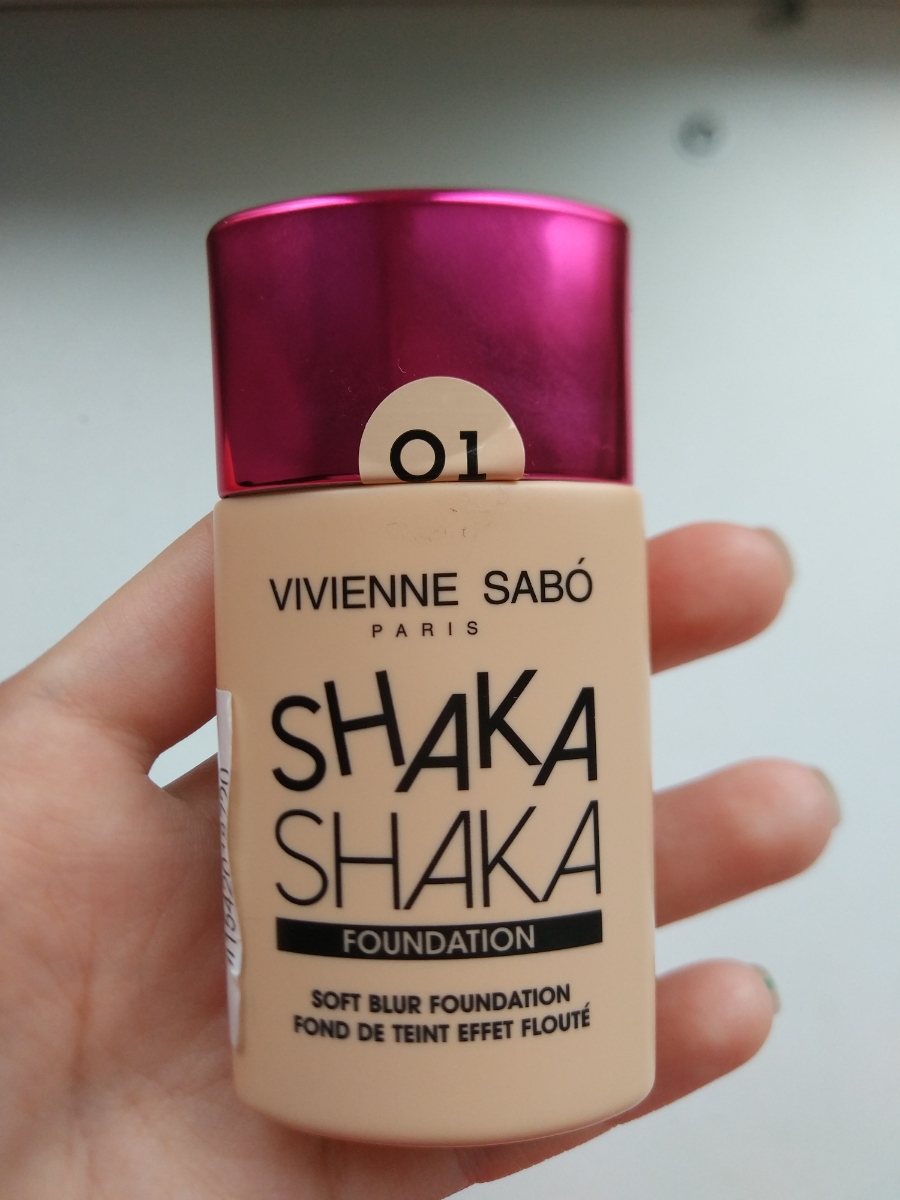 01
VIVIENNE SABÓ
PARIS
SHAKA
SHAKA
FOUNDATION
SOFT BLUR FOUNDATION
FOND DE TEINT EFFET FLOUTÉ